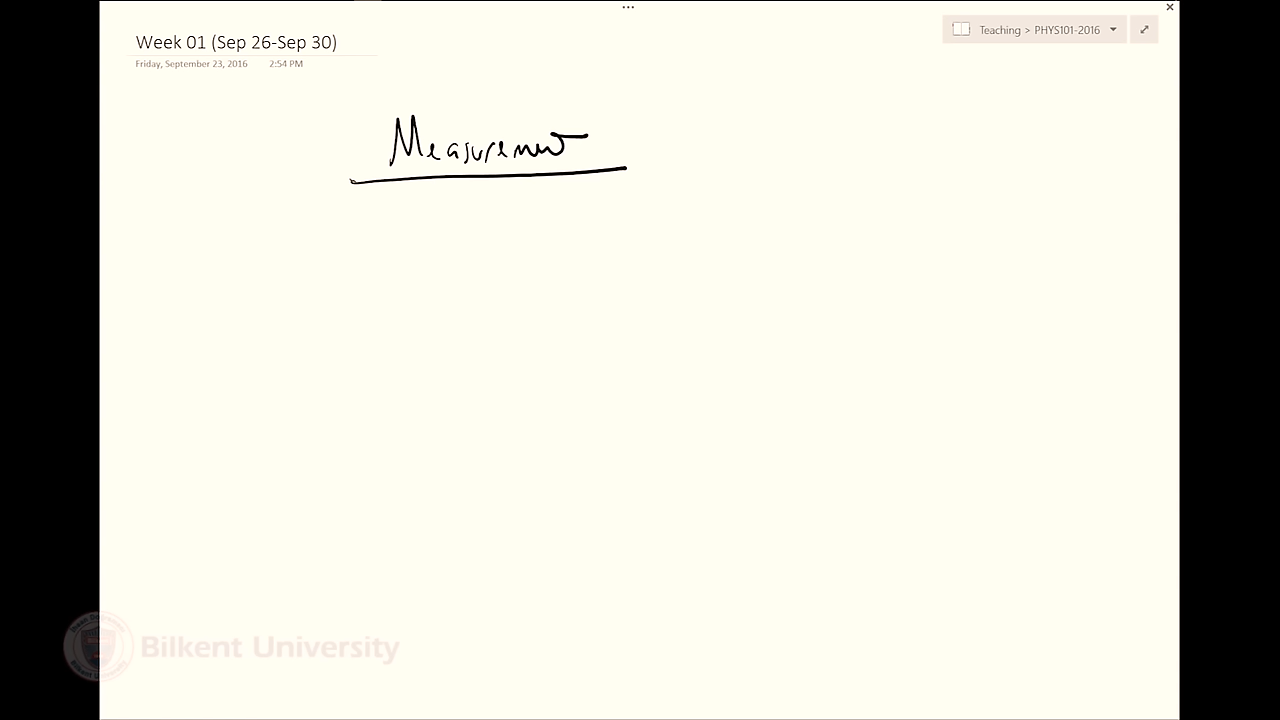 Week 01 (Sep 26-Sep 30)
Friday, September 23, 2016 2:54 PM
Teaching > PHYS101-2016
Measurement
Bilkent University